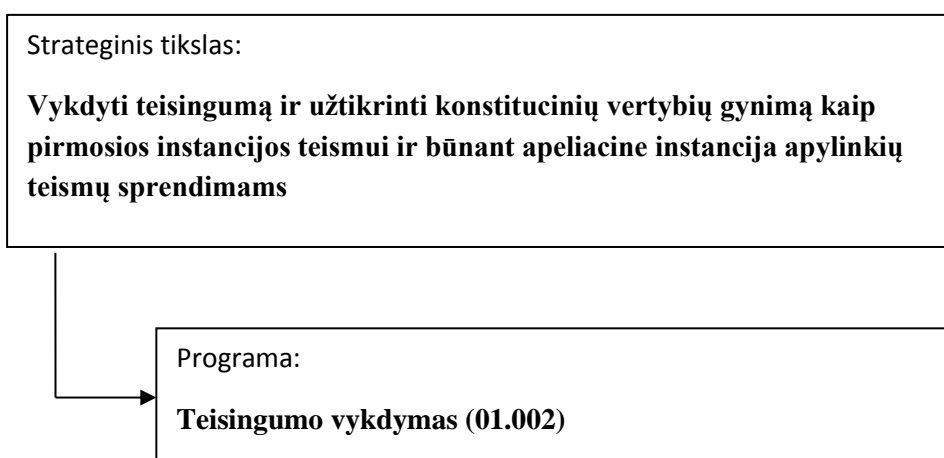 Strateginis tikslas:
Vykdyti teisingumą ir užtikrinti konstitucinių vertybių gynimą kaip
pirmosios instancijos teismui ir būnant apeliacine instancija apylinkių
teismų sprendimams
Programa:
Teisingumo vykdymas (01.002)